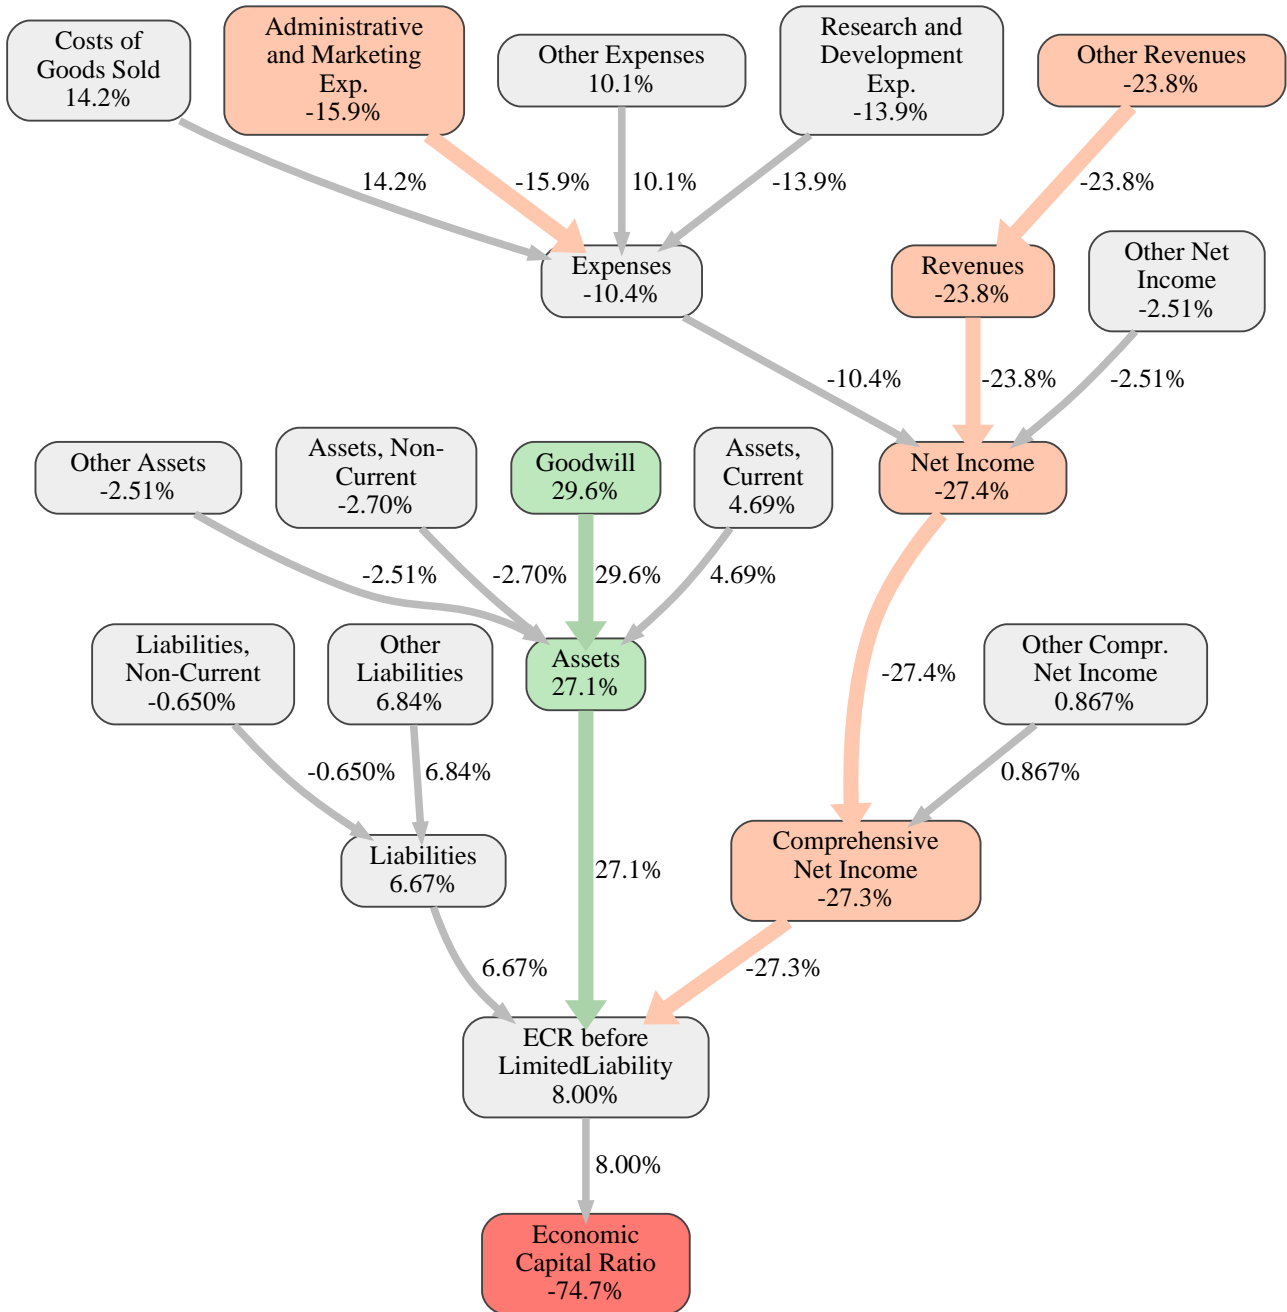 Costs of
Goods Sold
14.2%
Administrative
and Marketing
Exp.
-15.9%
Other Expenses
10.1%
Research and
Development
Exp.
-13.9%
Other Revenues
-23.8%
14.2%
-15.9%
10.1%
-13.9%
-23.8%
Expenses
-10.4%
Revenues
-23.8%
Other Net
Income
-2.51%
-10.4%
-23.8%
-2.51%
Other Assets
-2.51%
Assets, Non-
Current
-2.70%
Goodwill
29.6%
Assets,
Current
4.69%
Net Income
-27.4%
-2.51%
-2.70%
29.6%
4.69%
Liabilities,
Non-Current
-0.650%
Other
Liabilities
6.84%
Assets
27.1%
-27.4%
Other Compr.
Net Income
0.867%
-0.650%
6.84%
0.867%
Liabilities
6.67%
27.1%
Comprehensive
Net Income
-27.3%
6.67%
-27.3%
ECR before
LimitedLiability
8.00%
8.00%
Economic
Capital Ratio
-74.7%